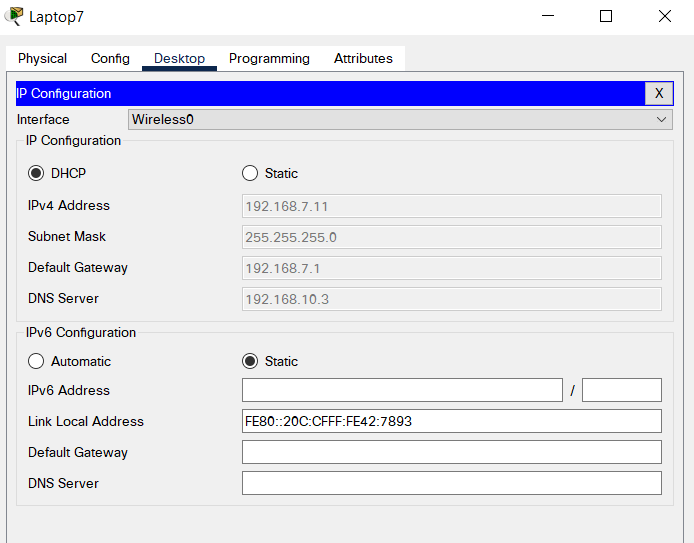 Laptop7
Physical Config Desktop Programming Attributes
IP Configuration X
Interface Wireless0
IP Configuration
DHCP Static
IPv4 Address 192.168.7.11
Subnet Mask 255.255.255.0
Default Gateway 192.168.7.1
DNS Server 192.168.10.3
IPv6 Configuration
Automatic Static
IPv6 Address /
Link Local Address FE80::20C:CFFF:FE42:7893
Default Gateway
DNS Server